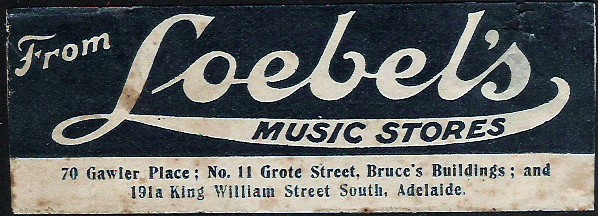 From
Loebel's
MUSIC STORES
70 Gawler Place; No. 11 Grote Street, Bruce's Buildings; and
191a King William Street South, Adelaide.